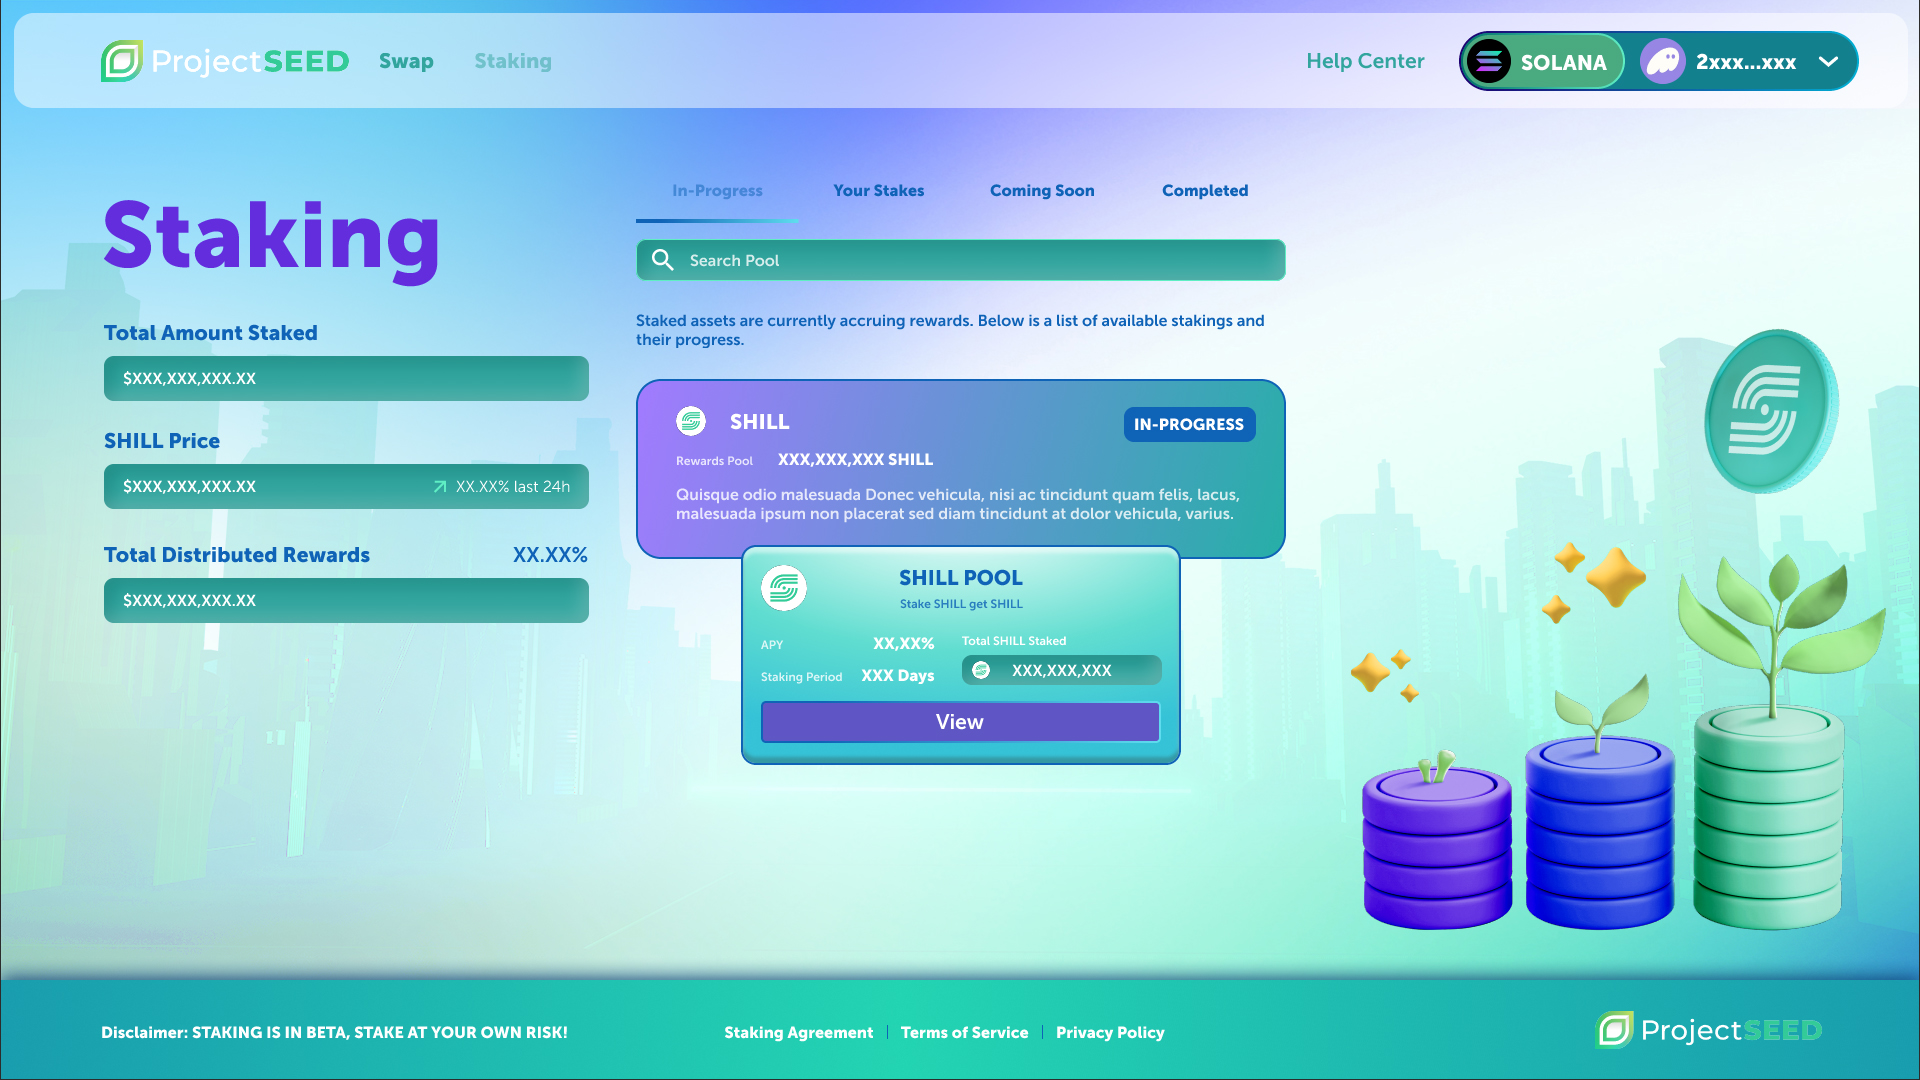 ProjectSEED
Swap
Staking
Help Center
SOLANA
2xxx...xxx
Staking
Total Amount Staked
$XXX,XXX,XXX.XX
SHILL Price
$XXX,XXX,XXX.XX
XX.XX% last 24h
Total Distributed Rewards
XX.XX%
$XXX,XXX,XXX.XX
In-Progress
Your Stakes
Coming Soon
Completed
Search Pool
Staked assets are currently accruing rewards. Below is a list of available stakings and
their progress.
SHILL
IN-PROGRESS
Rewards Pool
XXX,XXX,XXX SHILL
Quisque odio malesuada Donec vehicula, nisi ac tincidunt quam felis, lacus,
malesuada ipsum non placerat sed diam tincidunt at dolor vehicula, varius.
SHILL POOL
Stake SHILL get SHILL
APY
XX,XX%
Staking Period
XXX Days
Total SHILL Staked
XXX,XXX,XXX
View
Disclaimer: STAKING IS IN BETA, STAKE AT YOUR OWN RISK!
Staking Agreement
Terms of Service
Privacy Policy
ProjectSEED